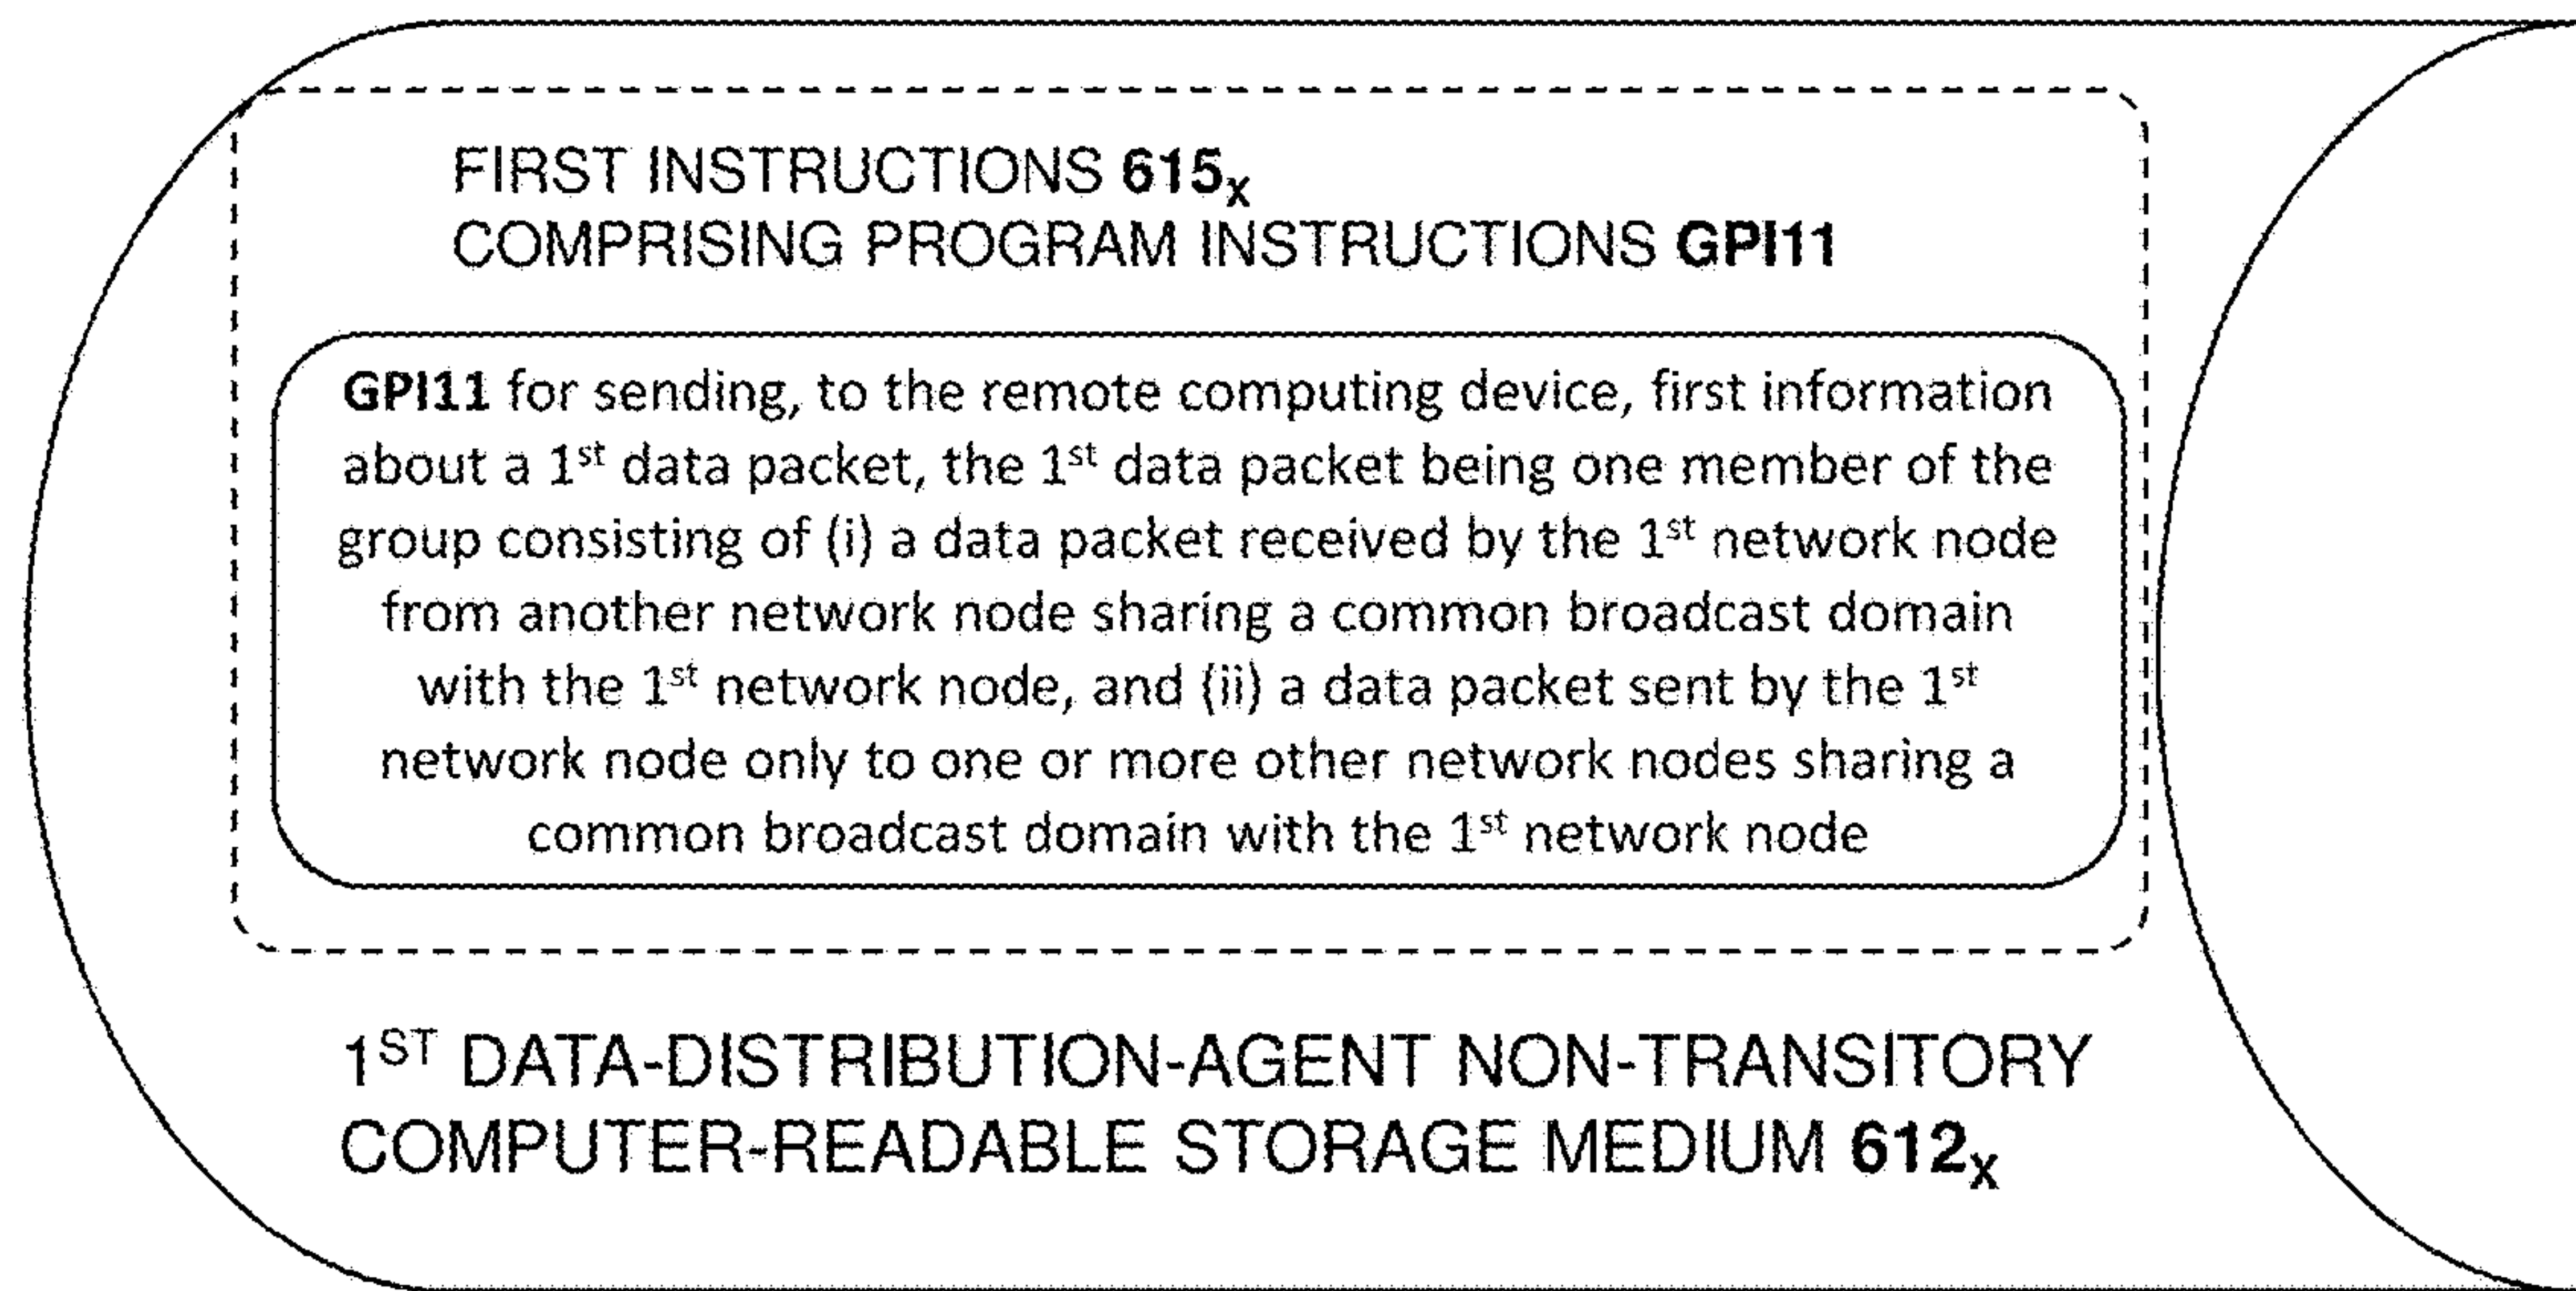 FIRST INSTRUCTIONS 615X
COMPRISING PROGRAM INSTRUCTIONS GPI11
GPI11 for sending, to the remote computing device, first information
about a 1st data packet, the 1st data packet being one member of the
group consisting of (i) a data packet received by the 1st network node
from another network node sharing a common broadcast domain
with the 1st network node, and (ii) a data packet sent by the 1st
network node only to one or more other network nodes sharing a
common broadcast domain with the 1st network node
1ST DATA-DISTRIBUTION-AGENT NON-TRANSITORY
COMPUTER-READABLE STORAGE MEDIUM 612X